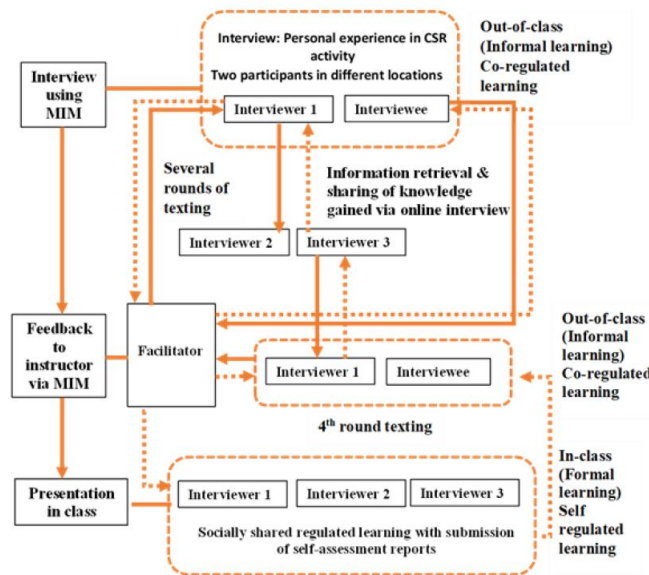 Interview: Personal experience in CSR
activity
Two participants in different locations
Out-of-class
(Informal learning)
Co-regulated
learning
Interview
using
MIM
Interviewer 1
Interviewee
Several
rounds of
texting
Information retrieval &
sharing of knowledge
gained via online interview
Interviewer 2
Interviewer 3
Feedback
to
instructor
via MIM
Facilitator
Out-of-class
(Informal
learning)
Co-regulated
learning
Interviewer 1
Interviewee
4th round texting
Presentation
in class
Interviewer 1
Interviewer 2
Interviewer 3
Socially shared regulated learning with submission
of self-assessment reports
In-class
(Formal
learning)
Self
regulated
learning